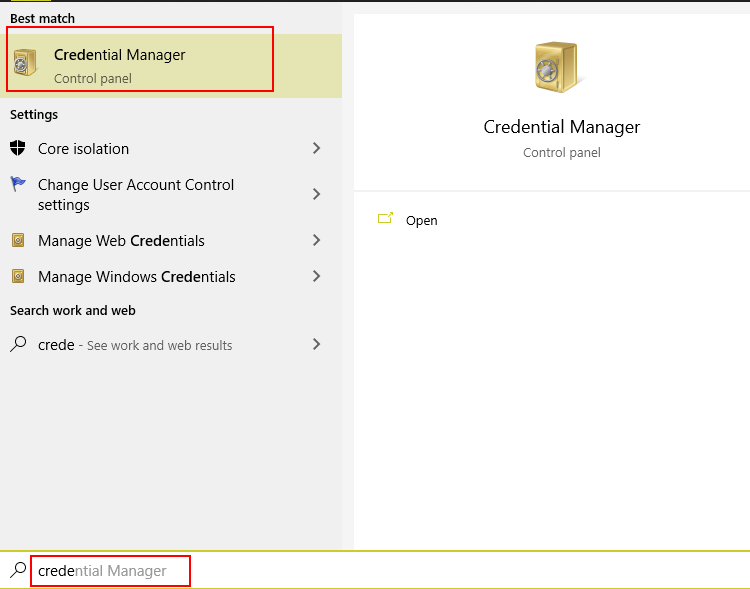 Best match
Credential Manager
Control panel
Settings
Core isolation
Change User Account Control
settings
Manage Web Credentials
Manage Windows Credentials
Search work and web
crede - See work and web results
Credential Manager
Control panel
Open
credential Manager